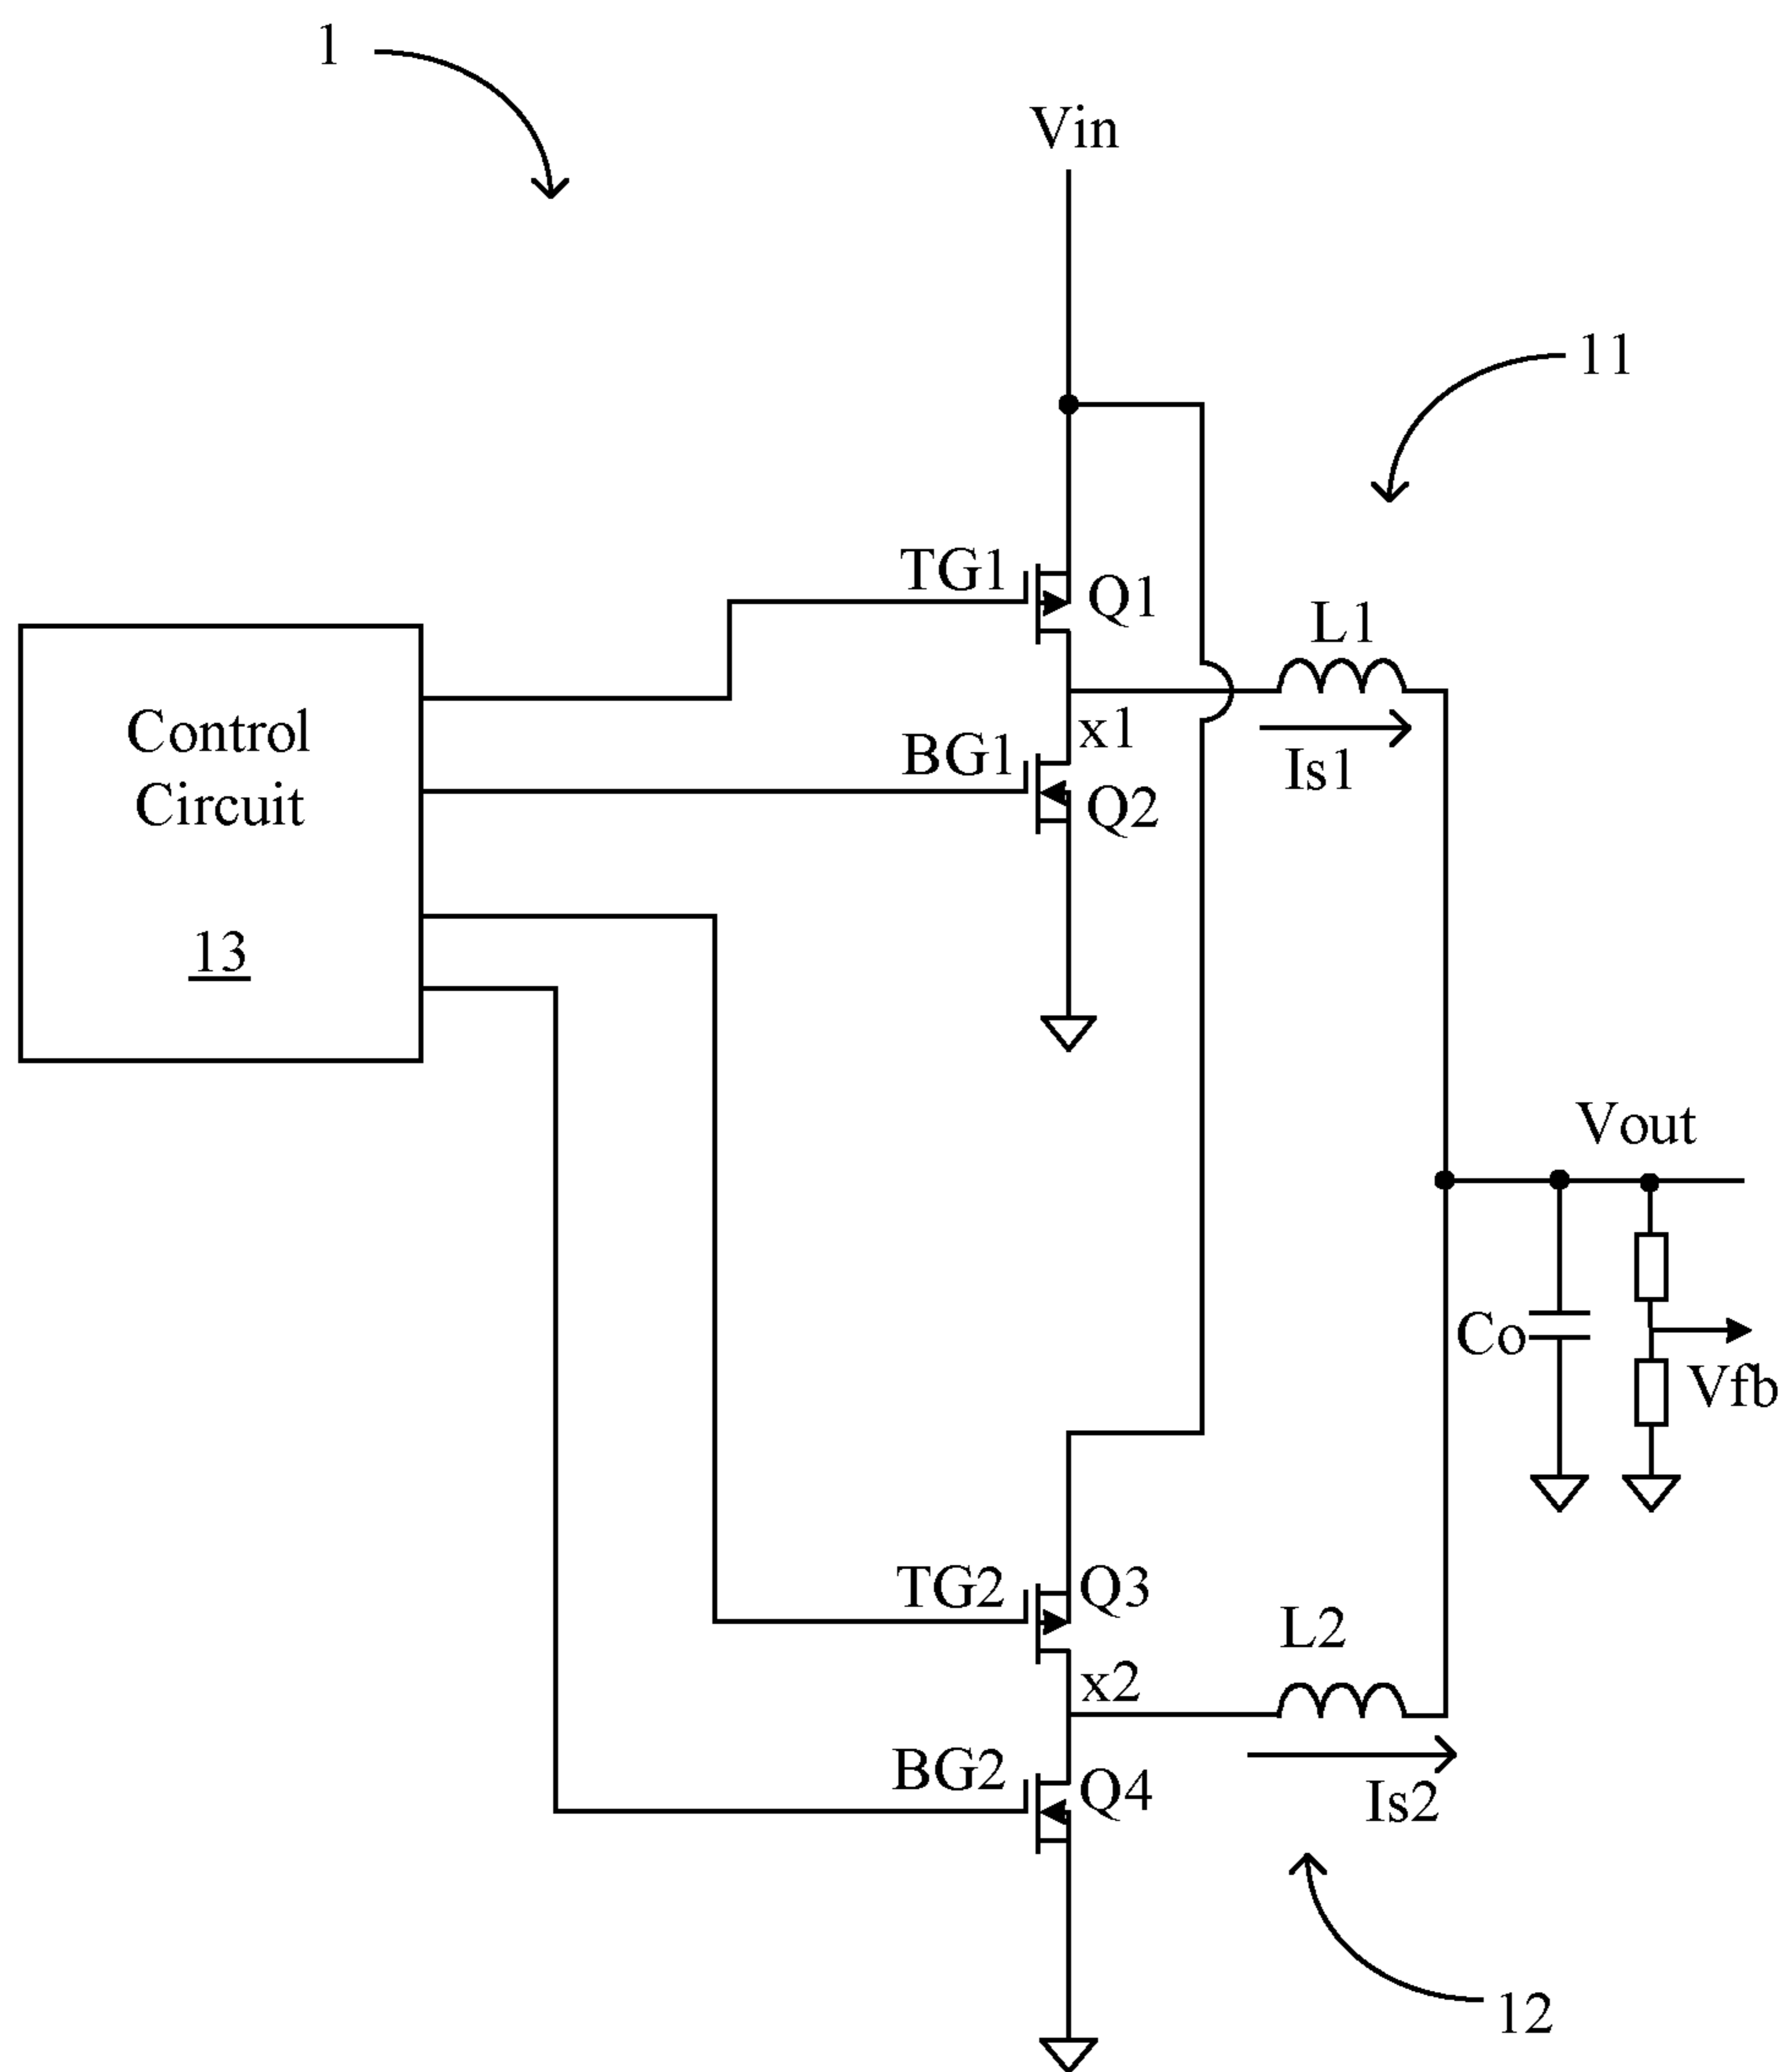 1
Vin
11
TG1
Q1
L1
Control
Circuit
x1
BG1
Is1
Q2
13
Vout
Co
Vfb
TG2
Q3
L2
x2
BG2
Q4
Is2
12